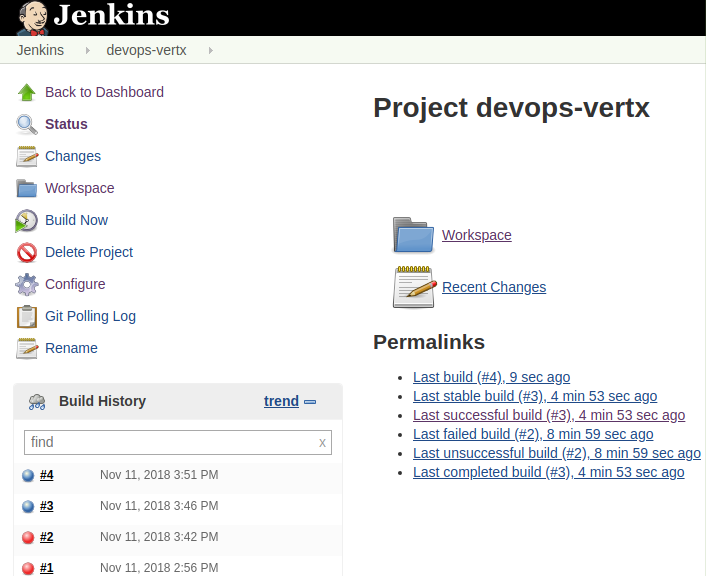 Jenkins
Jenkins devops-vertx
Back to Dashboard
Status
Changes
Workspace
Build Now
Delete Project
Configure
Git Polling Log
Rename
Build History trend
find x
#4 Nov 11, 2018 3:51 PM
#3 Nov 11, 2018 3:46 PM
#2 Nov 11, 2018 3:42 PM
#1 Nov 11, 2018 2:56 PM
Project devops-vertx
Workspace
Recent Changes
Permalinks
Last build (#4), 9 sec ago
Last stable build (#3), 4 min 53 sec ago
Last successful build (#3), 4 min 53 sec ago
Last failed build (#2), 8 min 59 sec ago
Last unsuccessful build (#2), 8 min 59 sec ago
Last completed build (#3), 4 min 53 sec ago